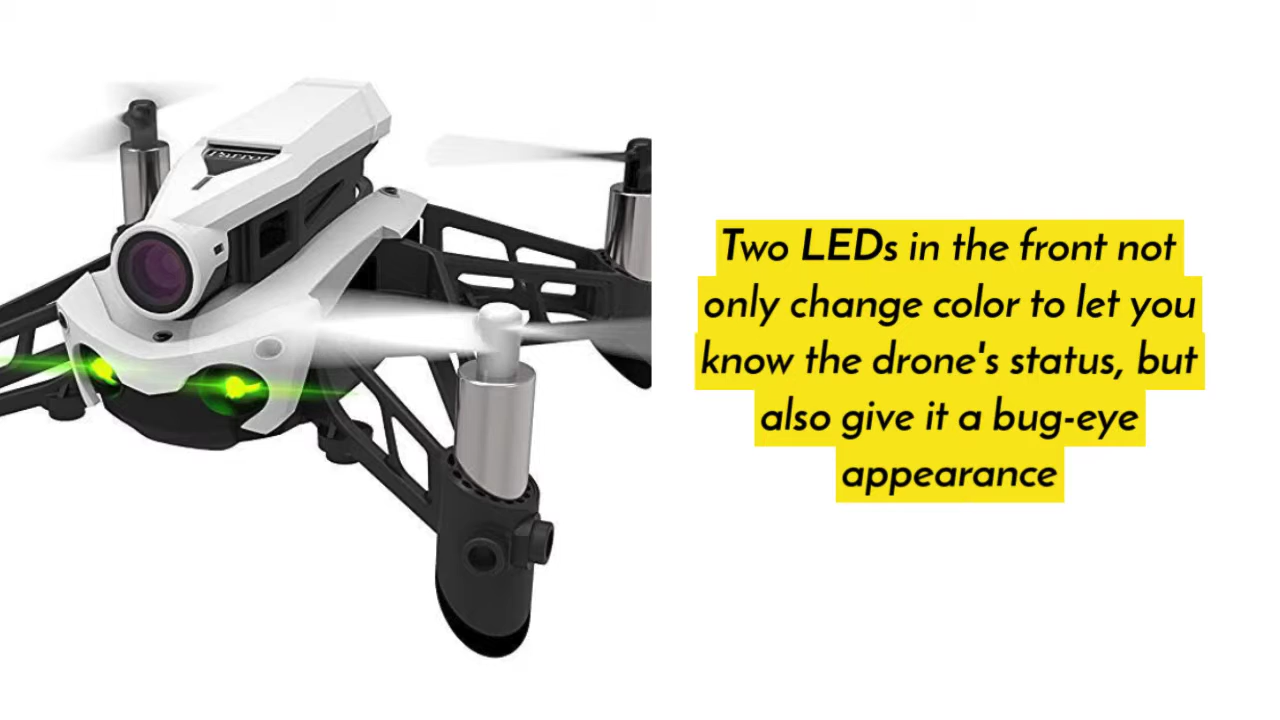 Parrot
Two LEDs in the front not
only change color to let you
know the drone's status, but
also give it a bug-eye
appearance